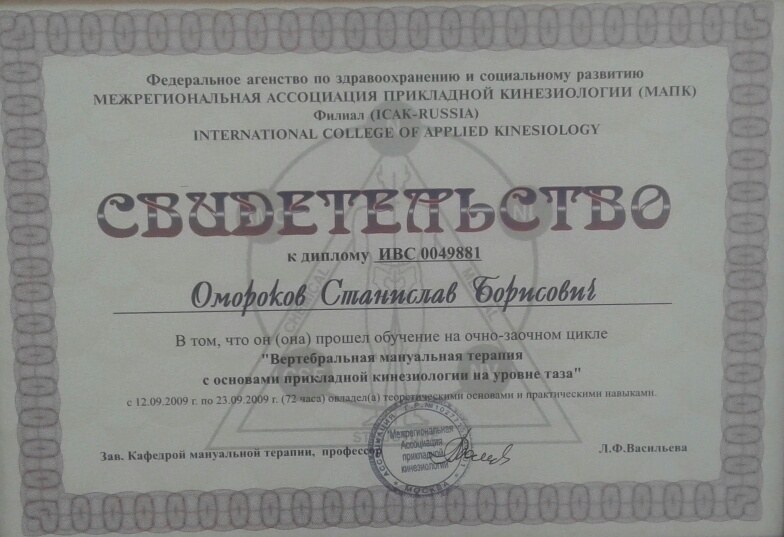 Федеральное агенство по здравоохранению и социальному развитию
МЕЖРЕГИОНАЛЬНАЯ АССОЦИАЦИЯ ПРИКЛАДНОЙ КИНЕЗИОЛОГИИ (МАПК)
Филиал (ICAK-RUSSIA)
INTERNATIONAL COLLEGE OF APPLIED KINESIOLOGY
СВИДЕТЕЛЬСТВО
к диплому ИВС 0049881
Омороков Станислав Борисович
CHEMICAL
MENTAL
В том, что он (она) прошел обучение на очно-заочном цикле
"Вертебральная мануальная терапия
с основами прикладной кинезиологии на уровне таза"
с 12.09.2009 г. по 23.09.2009 г. (72 часа) овладел(а) теоретическими основами и практическими навыками.
Зав. Кафедрой мануальной терапии, профессор
Л.Ф.Васильева
Межрегиональная
Ассоциация
прикладной
кинезиологии
МОСКВА